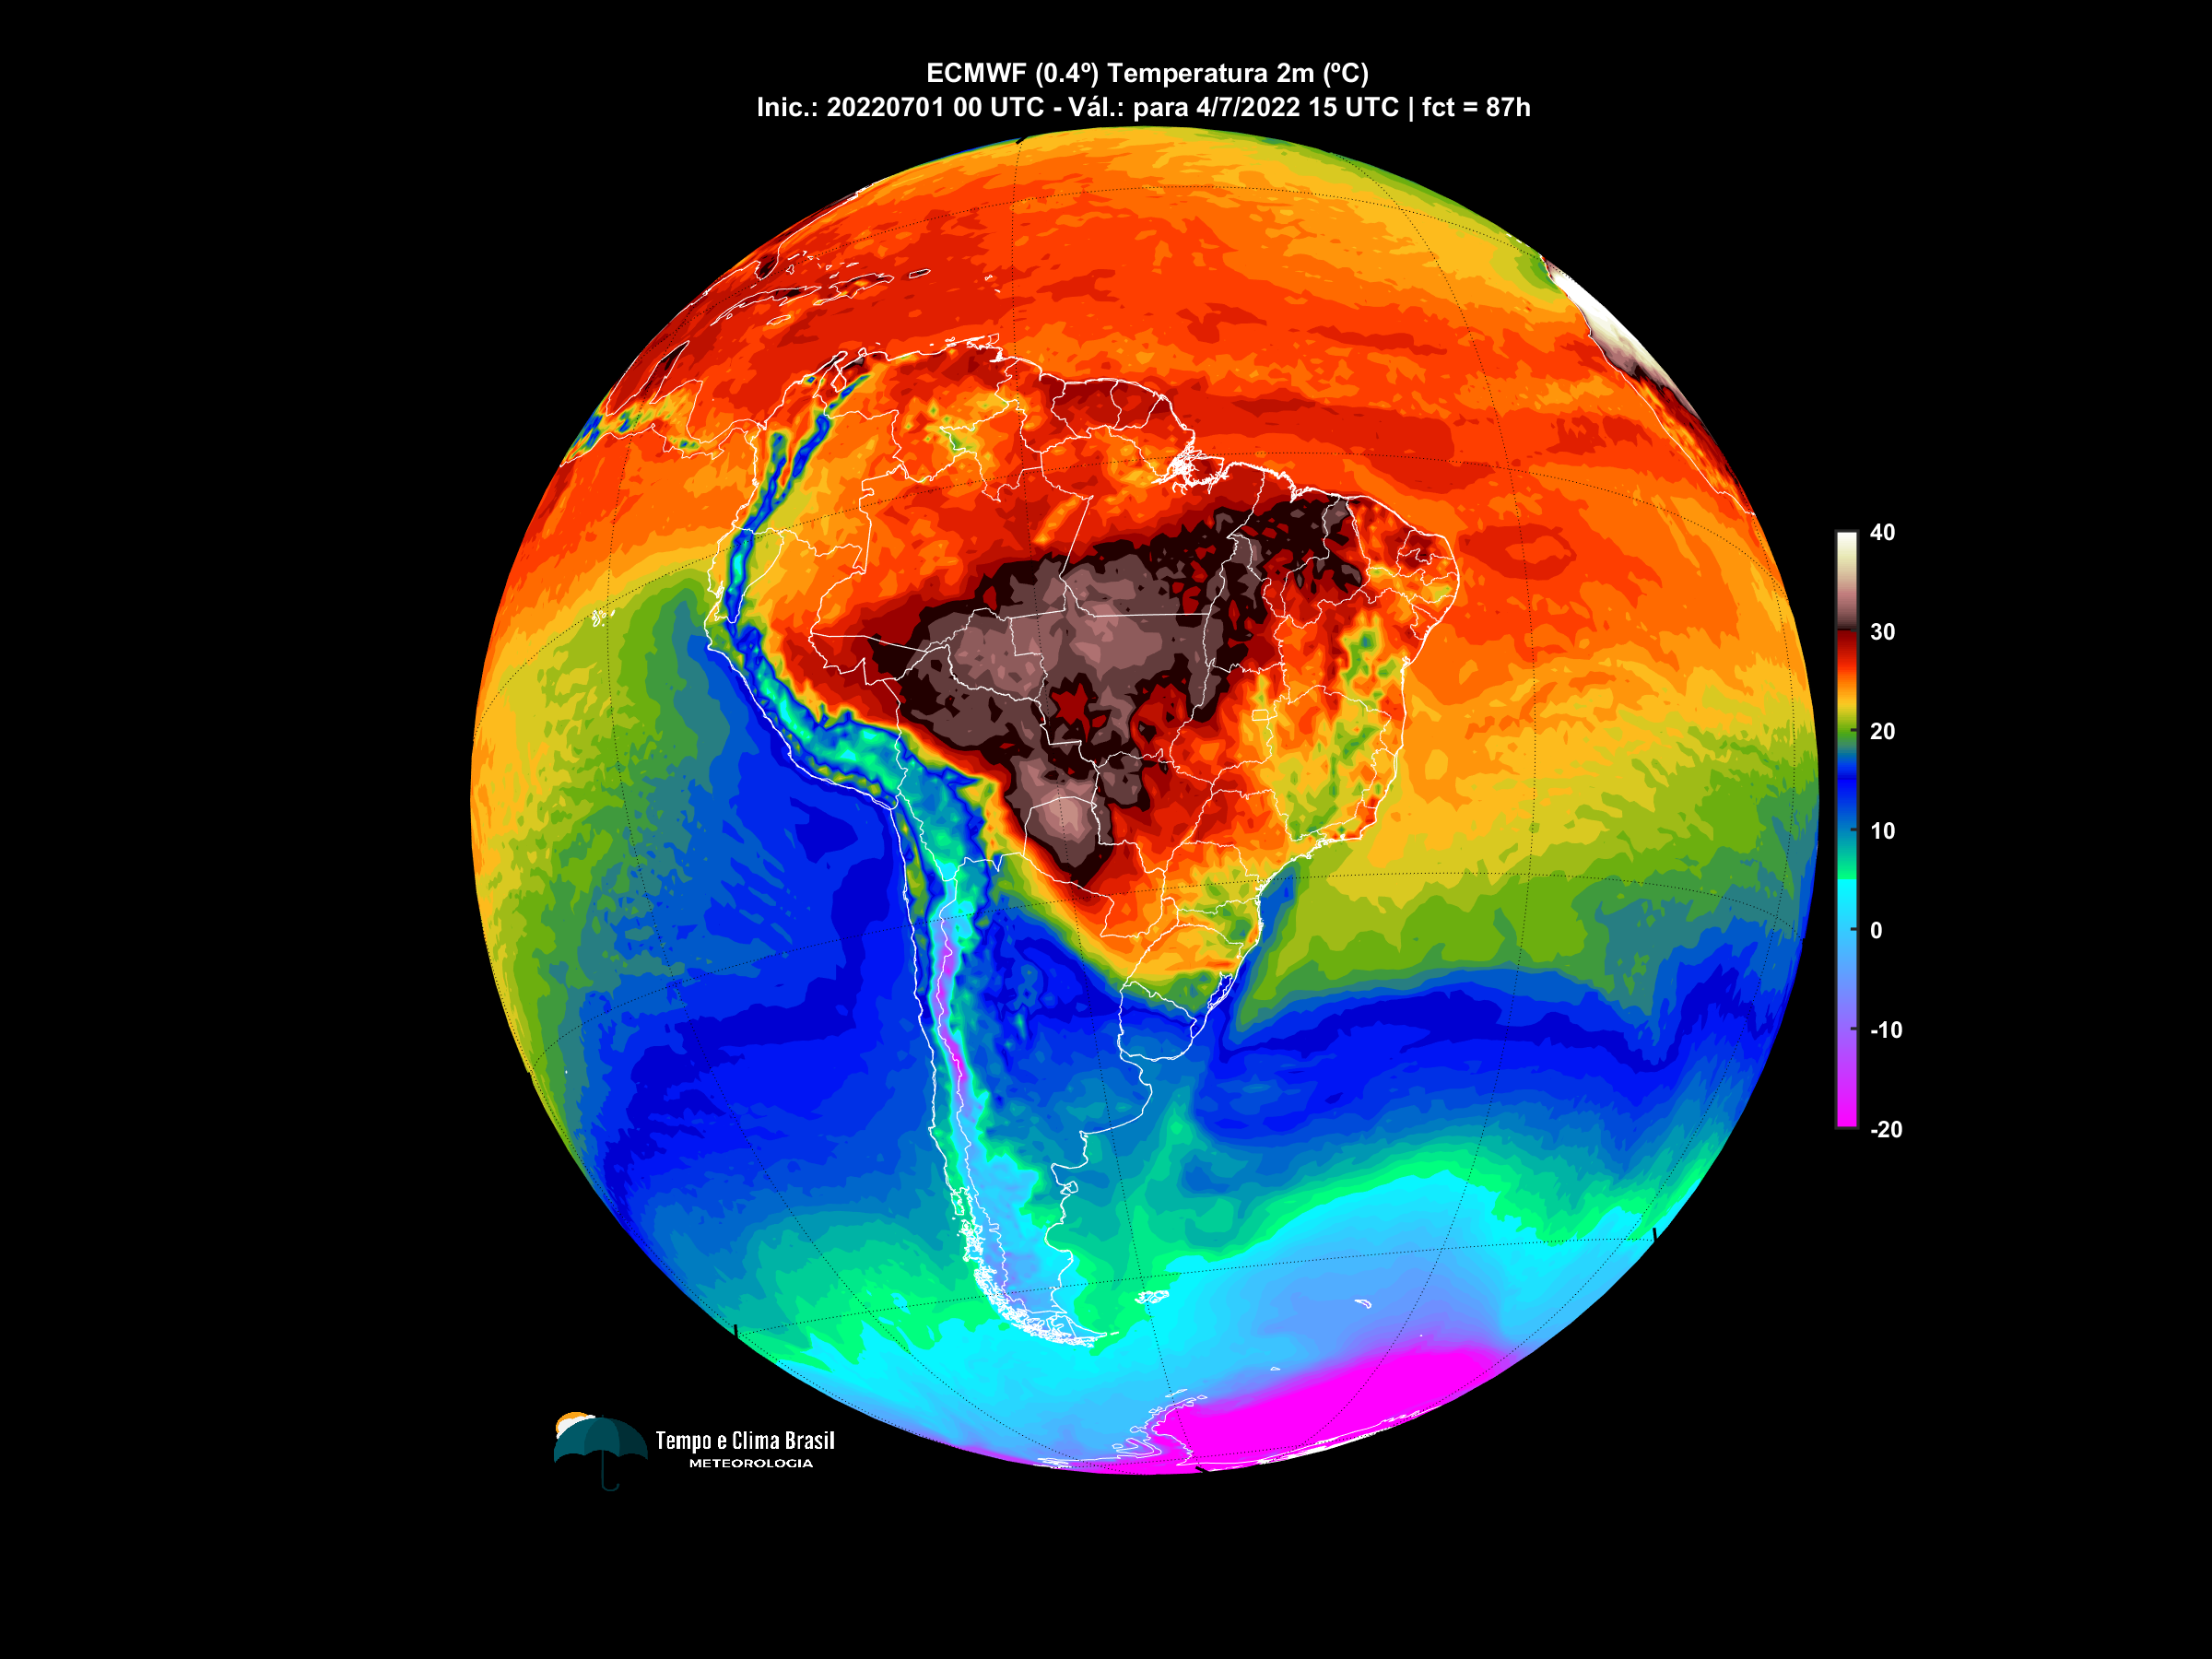 ECMWF (0.4º) Temperatura 2m (ºC)
Inic.: 20220701 00 UTC - Vál.: para 4/7/2022 15 UTC | fct = 87h
40
30
20
10
0
-10
-20
Tempo e Clima Brasil
METEOROLOGIA